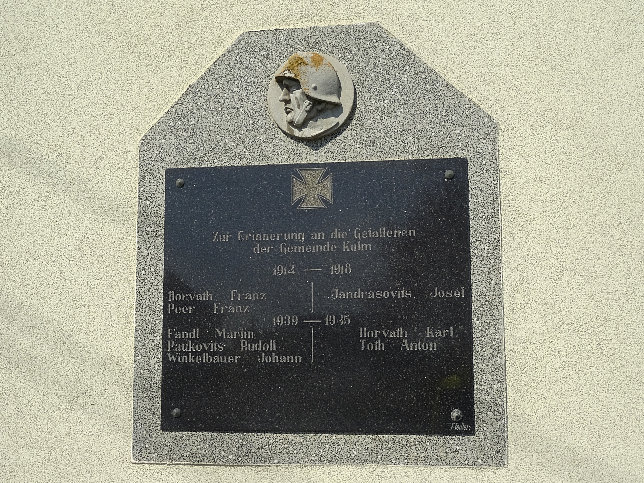 Zur Erinnerung an die Gefallenen
der Gemeinde Kulm
1914 — 1918
Horvath Franz Jandrasovits Josef
Peer Franz
1939 — 1945
Fandl Martin Horvath Karl
Paukovits Rudolf Toth Anton
Winkelbauer Johann